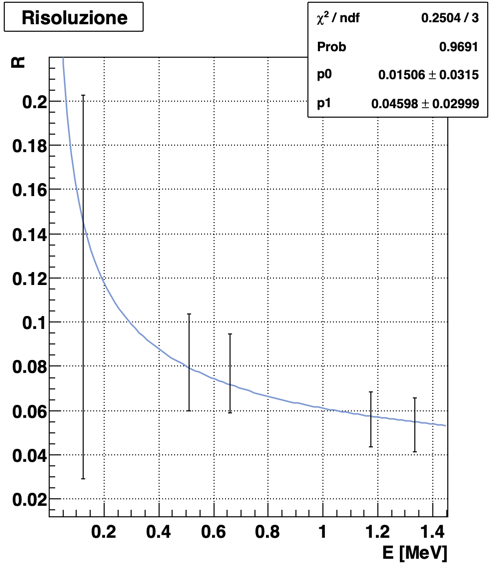 Risoluzione
χ² / ndf 0.2504 / 3
Prob 0.9691
p0 0.01506 ± 0.0315
p1 0.04598 ± 0.02999
R
0.2
0.18
0.16
0.14
0.12
0.1
0.08
0.06
0.04
0.02
0.2 0.4 0.6 0.8 1 1.2 1.4
E [MeV]